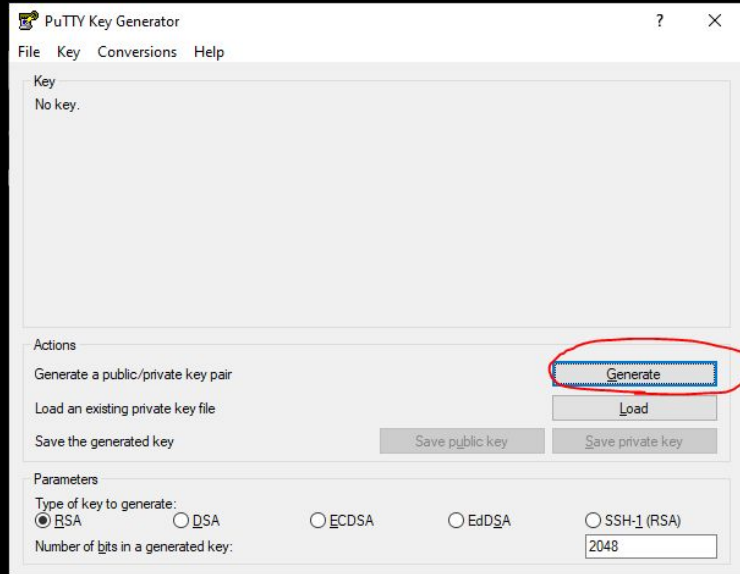 PuTTY Key Generator
? X
File Key Conversions Help
Key
No key.
Actions
Generate a public/private key pair Generate
Load an existing private key file Load
Save the generated key Save public key Save private key
Parameters
Type of key to generate:
RSA DSA ECDSA EdDSA SSH-1 (RSA)
Number of bits in a generated key: 2048